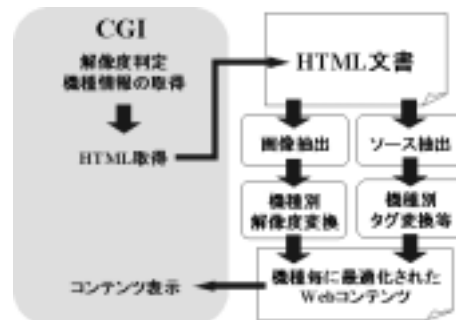 CGI
解像度判定
機種情報の取得
HTML取得
コンテンツ表示
HTML文書
画像抽出
ソース抽出
機種別
解像度変換
機種別
タグ変換等
機種毎に最適化された
Webコンテンツ